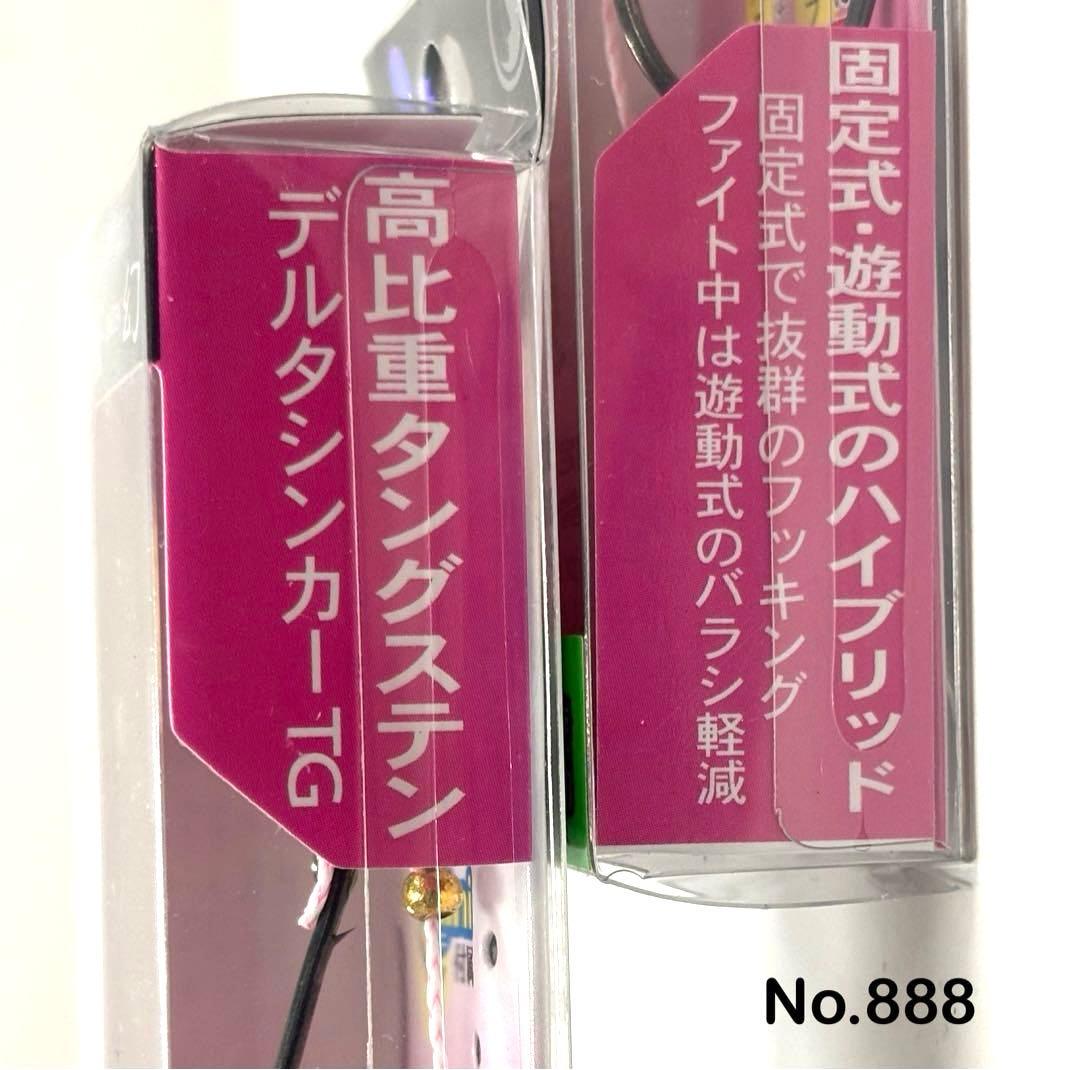 高比重タングステン
デルタシンカーTG
固定式・遊動式のハイブリッド
固定式で抜群のフッキング
ファイト中は遊動式のバラシ軽減
No.888